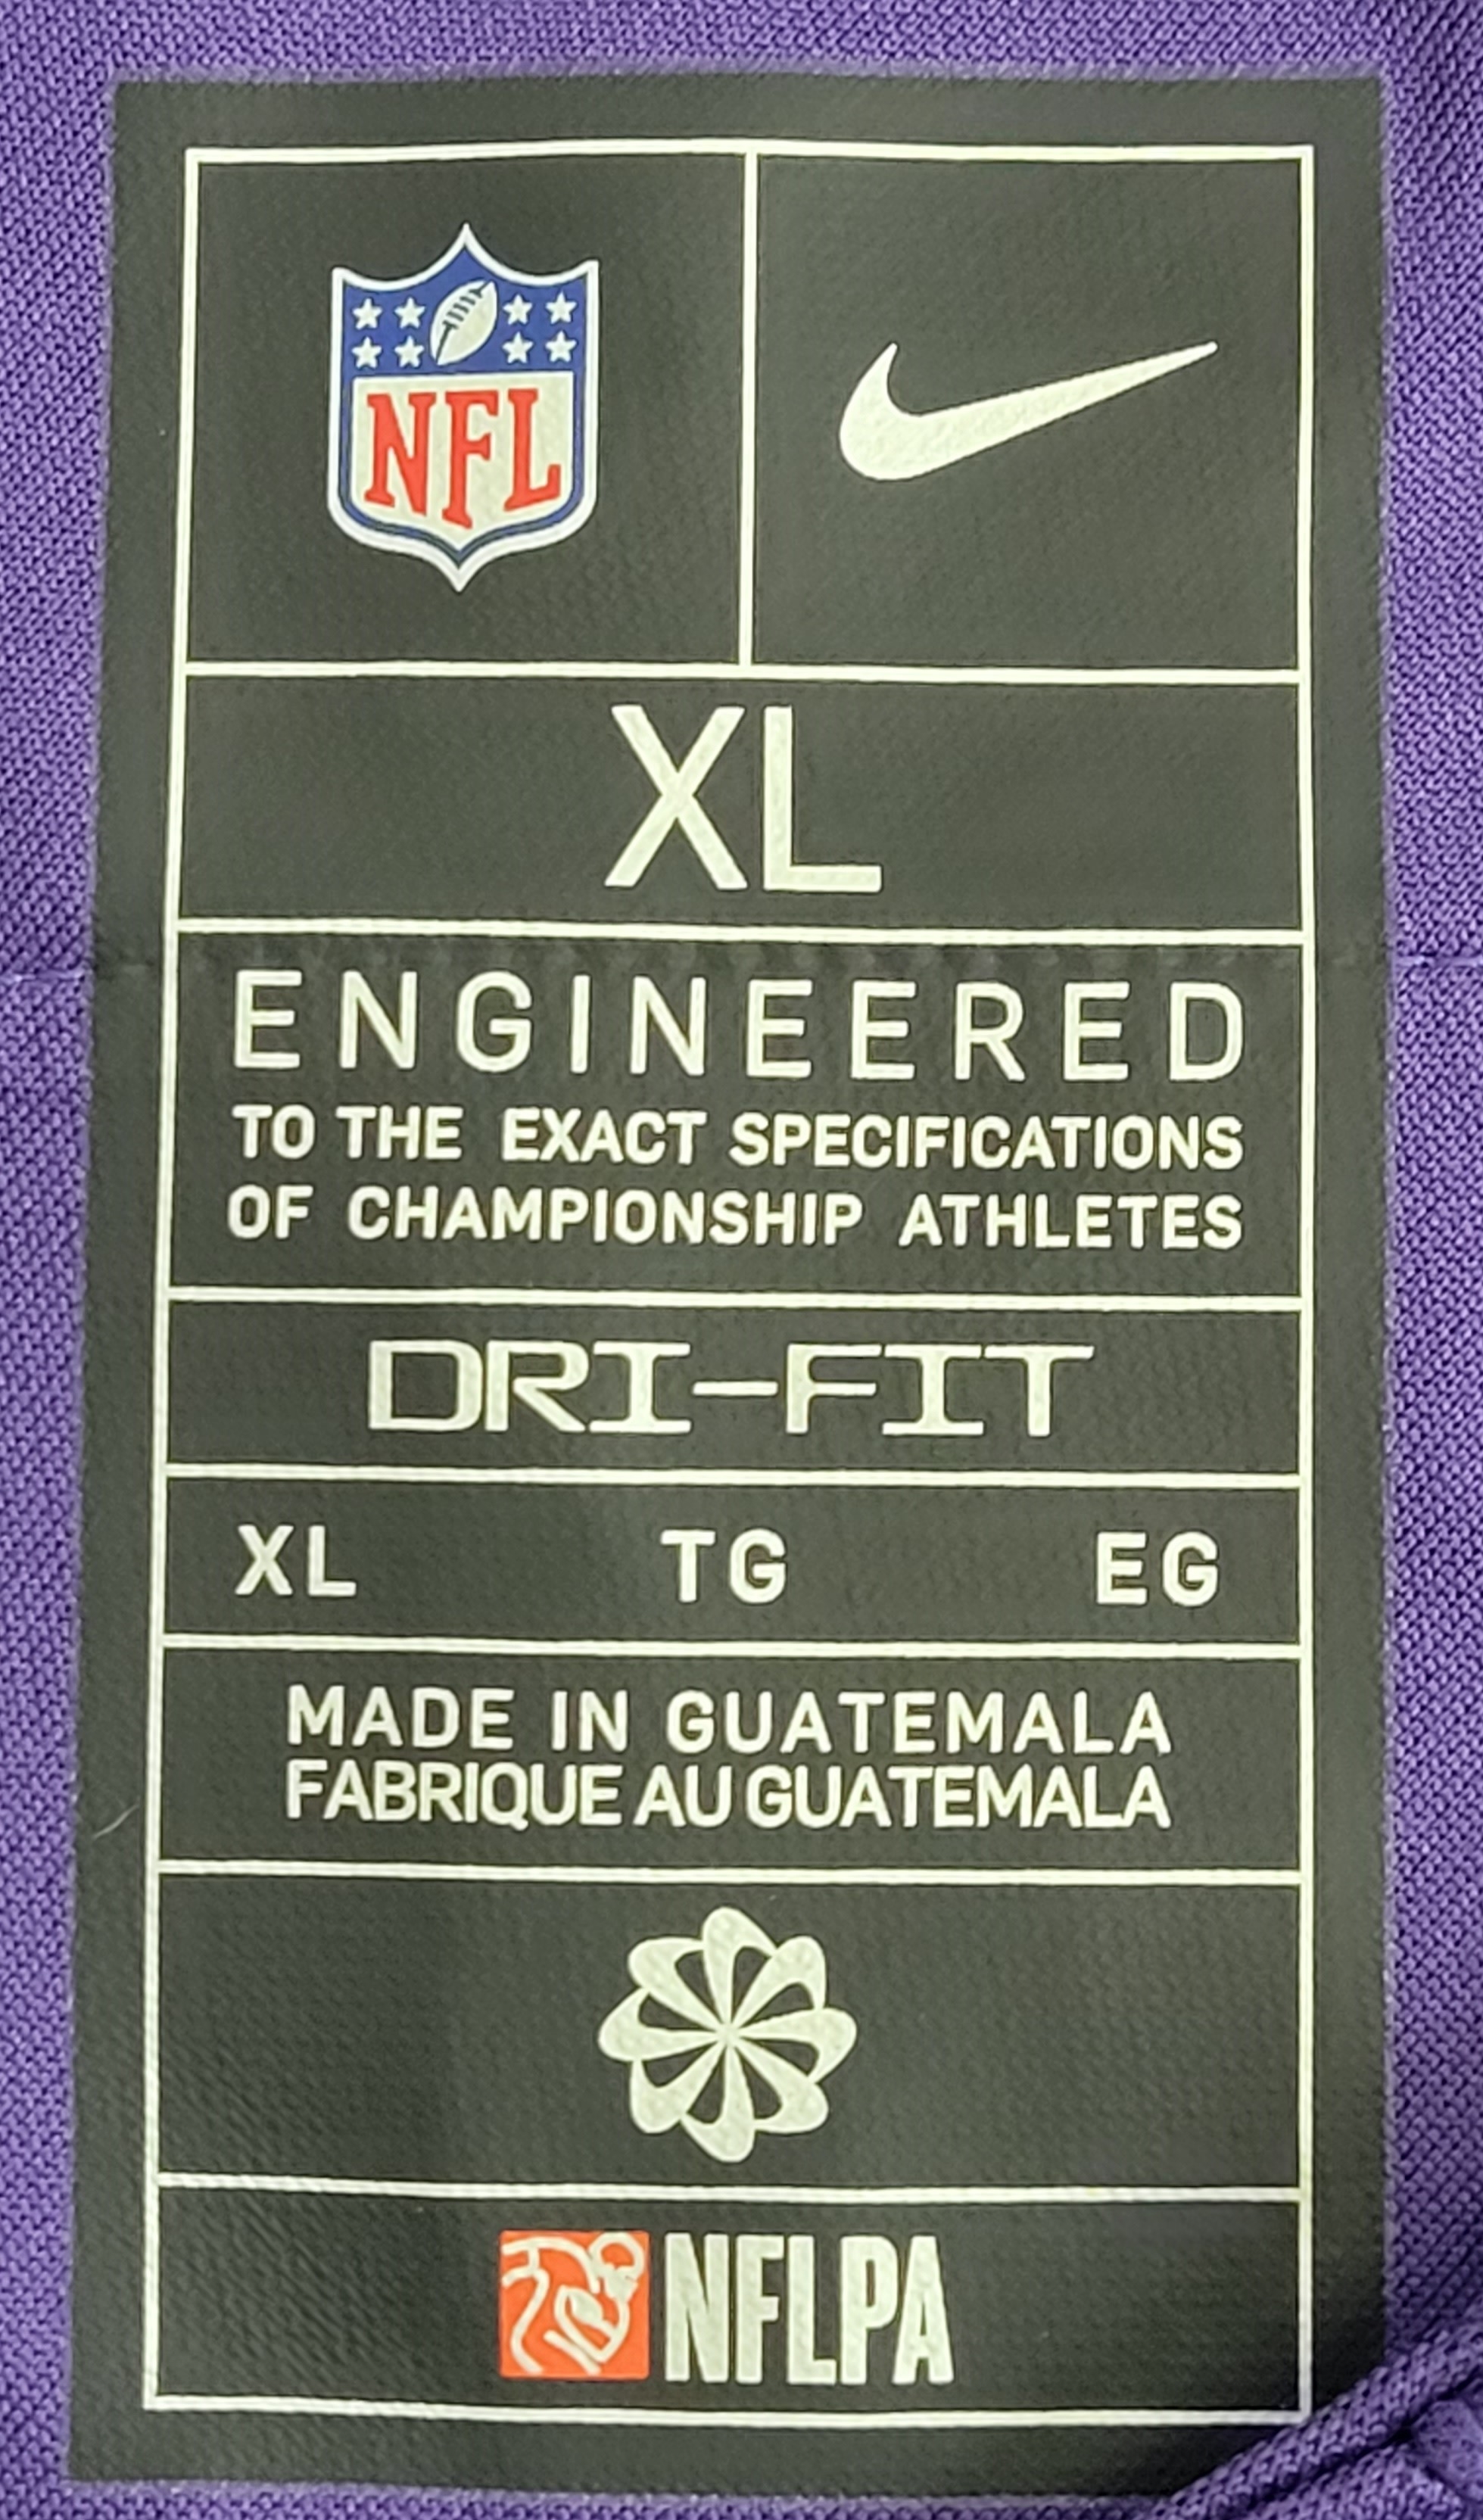 NFL
XL
ENGINEERED
TO THE EXACT SPECIFICATIONS
OF CHAMPIONSHIP ATHLETES
DRI-FIT
XL TG EG
MADE IN GUATEMALA
FABRIQUE AU GUATEMALA
NFLPA